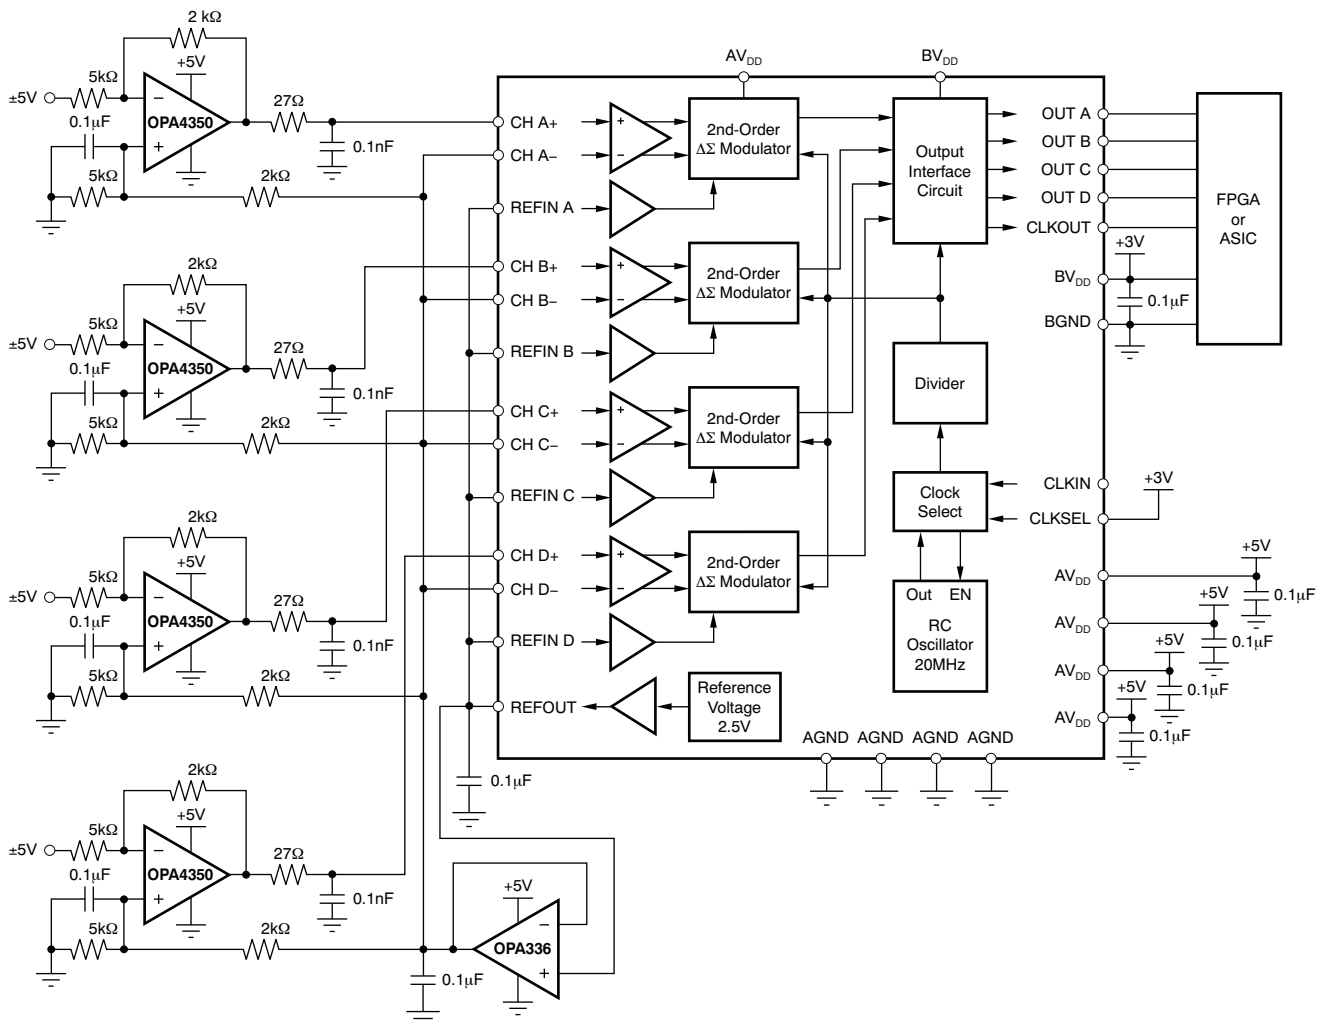 2 kΩ
+5V
5kΩ
±5V
0.1µF
−
OPA4350
+
27Ω
0.1nF
5kΩ
2kΩ
2kΩ
+5V
5kΩ
±5V
0.1µF
−
OPA4350
+
27Ω
0.1nF
5kΩ
2kΩ
2kΩ
+5V
5kΩ
±5V
0.1µF
−
OPA4350
+
27Ω
0.1nF
5kΩ
2kΩ
2kΩ
+5V
5kΩ
±5V
0.1µF
−
OPA4350
+
27Ω
0.1nF
5kΩ
2kΩ
0.1µF
+5V
−
OPA336
+
0.1µF
AVDD
BVDD
CH A+
CH A−
REFIN A
+
−
2nd-Order
ΔΣ Modulator
CH B+
CH B−
REFIN B
+
−
2nd-Order
ΔΣ Modulator
CH C+
CH C−
REFIN C
+
−
2nd-Order
ΔΣ Modulator
CH D+
CH D−
REFIN D
+
−
2nd-Order
ΔΣ Modulator
REFOUT
Reference
Voltage
2.5V
Output
Interface
Circuit
Divider
Clock
Select
Out EN
RC
Oscillator
20MHz
AGND AGND AGND AGND
OUT A
OUT B
OUT C
OUT D
CLKOUT
+3V
BVDD
0.1µF
BGND
FPGA
or
ASIC
CLKIN
+3V
CLKSEL
+5V
AVDD
0.1µF
+5V
AVDD
0.1µF
+5V
AVDD
0.1µF
+5V
AVDD
0.1µF